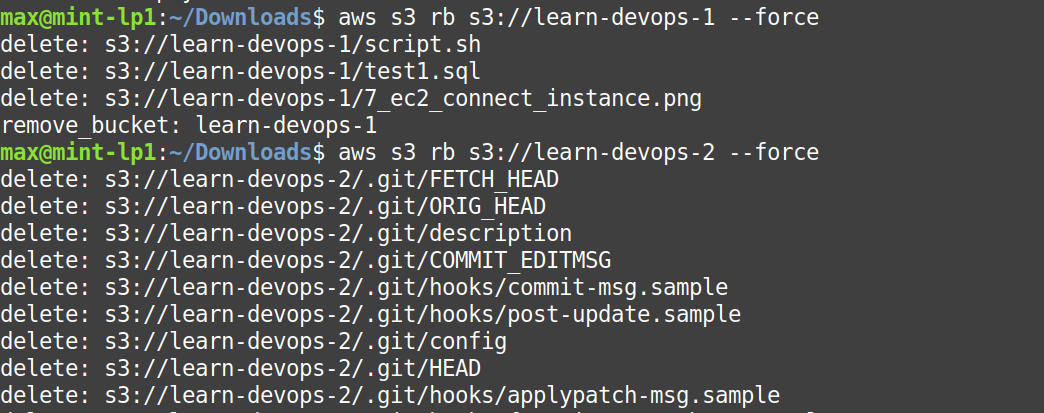 max@mint-lp1:~/Downloads$ aws s3 rb s3://learn-devops-1 --force
delete: s3://learn-devops-1/script.sh
delete: s3://learn-devops-1/test1.sql
delete: s3://learn-devops-1/7_ec2_connect_instance.png
remove_bucket: learn-devops-1
max@mint-lp1:~/Downloads$ aws s3 rb s3://learn-devops-2 --force
delete: s3://learn-devops-2/.git/FETCH_HEAD
delete: s3://learn-devops-2/.git/ORIG_HEAD
delete: s3://learn-devops-2/.git/description
delete: s3://learn-devops-2/.git/COMMIT_EDITMSG
delete: s3://learn-devops-2/.git/hooks/commit-msg.sample
delete: s3://learn-devops-2/.git/hooks/post-update.sample
delete: s3://learn-devops-2/.git/config
delete: s3://learn-devops-2/.git/HEAD
delete: s3://learn-devops-2/.git/hooks/applypatch-msg.sample